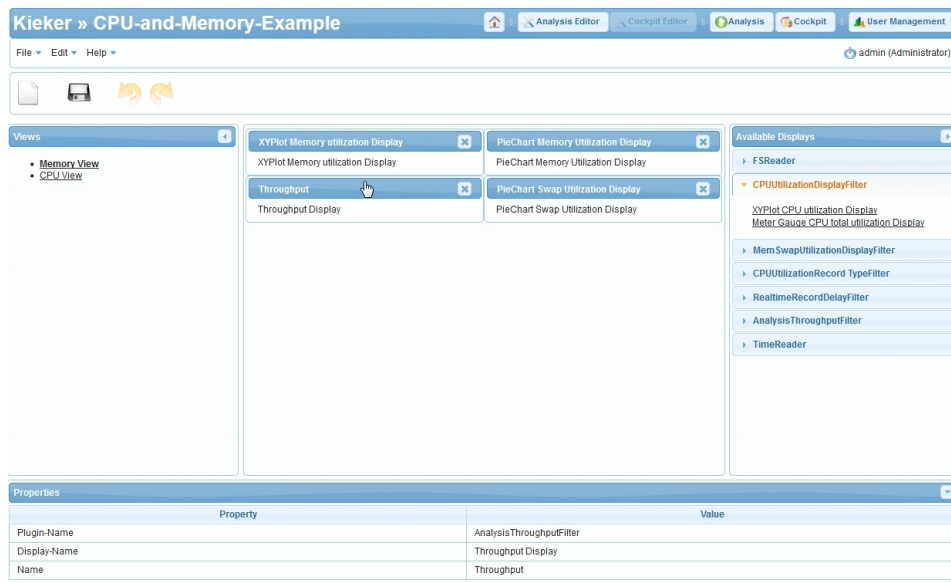 Kieker » CPU-and-Memory-Example
Analysis Editor
Cockpit Editor
Analysis
Cockpit
User Management
File
Edit
Help
admin (Administrator)
Views
Memory View
CPU View
XYPlot Memory utilization Display
XYPlot Memory utilization Display
PieChart Memory Utilization Display
PieChart Memory Utilization Display
Throughput
Throughput Display
PieChart Swap Utilization Display
PieChart Swap Utilization Display
Available Displays
FSReader
CPUUtilizationDisplayFilter
XYPlot CPU utilization Display
Meter Gauge CPU total utilization Display
MemSwapUtilizationDisplayFilter
CPUUtilizationRecord TypeFilter
RealtimeRecordDelayFilter
AnalysisThroughputFilter
TimeReader
Properties
Property Value
Plugin-Name AnalysisThroughputFilter
Display-Name Throughput Display
Name Throughput